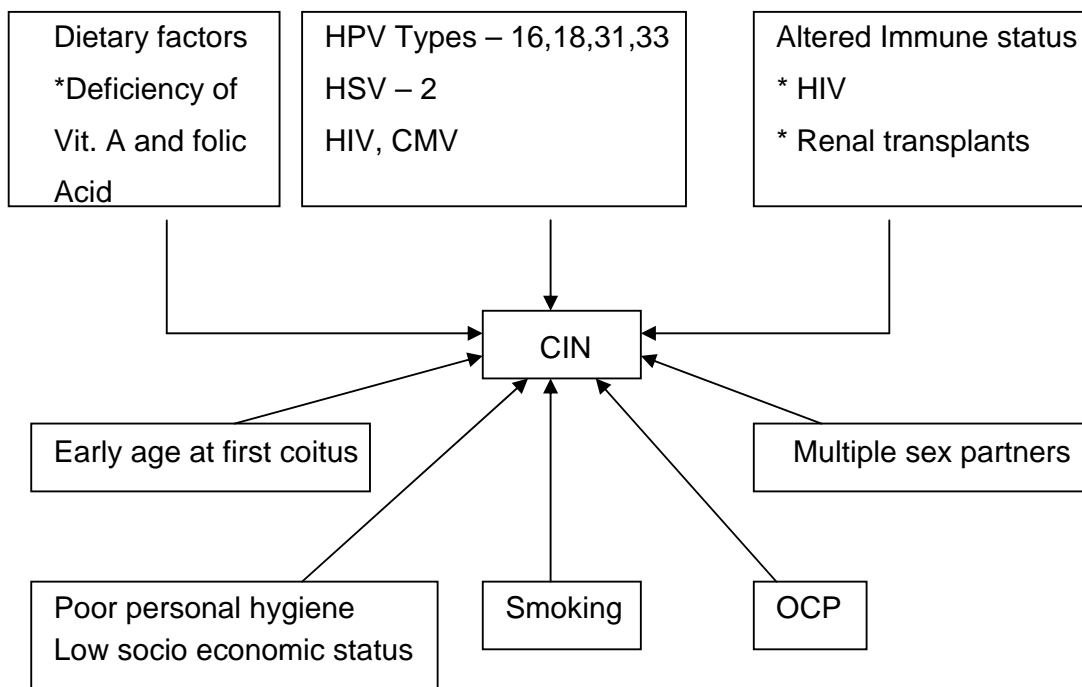 Dietary factors
*Deficiency of
Vit. A and folic
Acid
HPV Types – 16,18,31,33
HSV – 2
HIV, CMV
Altered Immune status
* HIV
* Renal transplants
CIN
Early age at first coitus
Multiple sex partners
Poor personal hygiene
Low socio economic status
Smoking
OCP